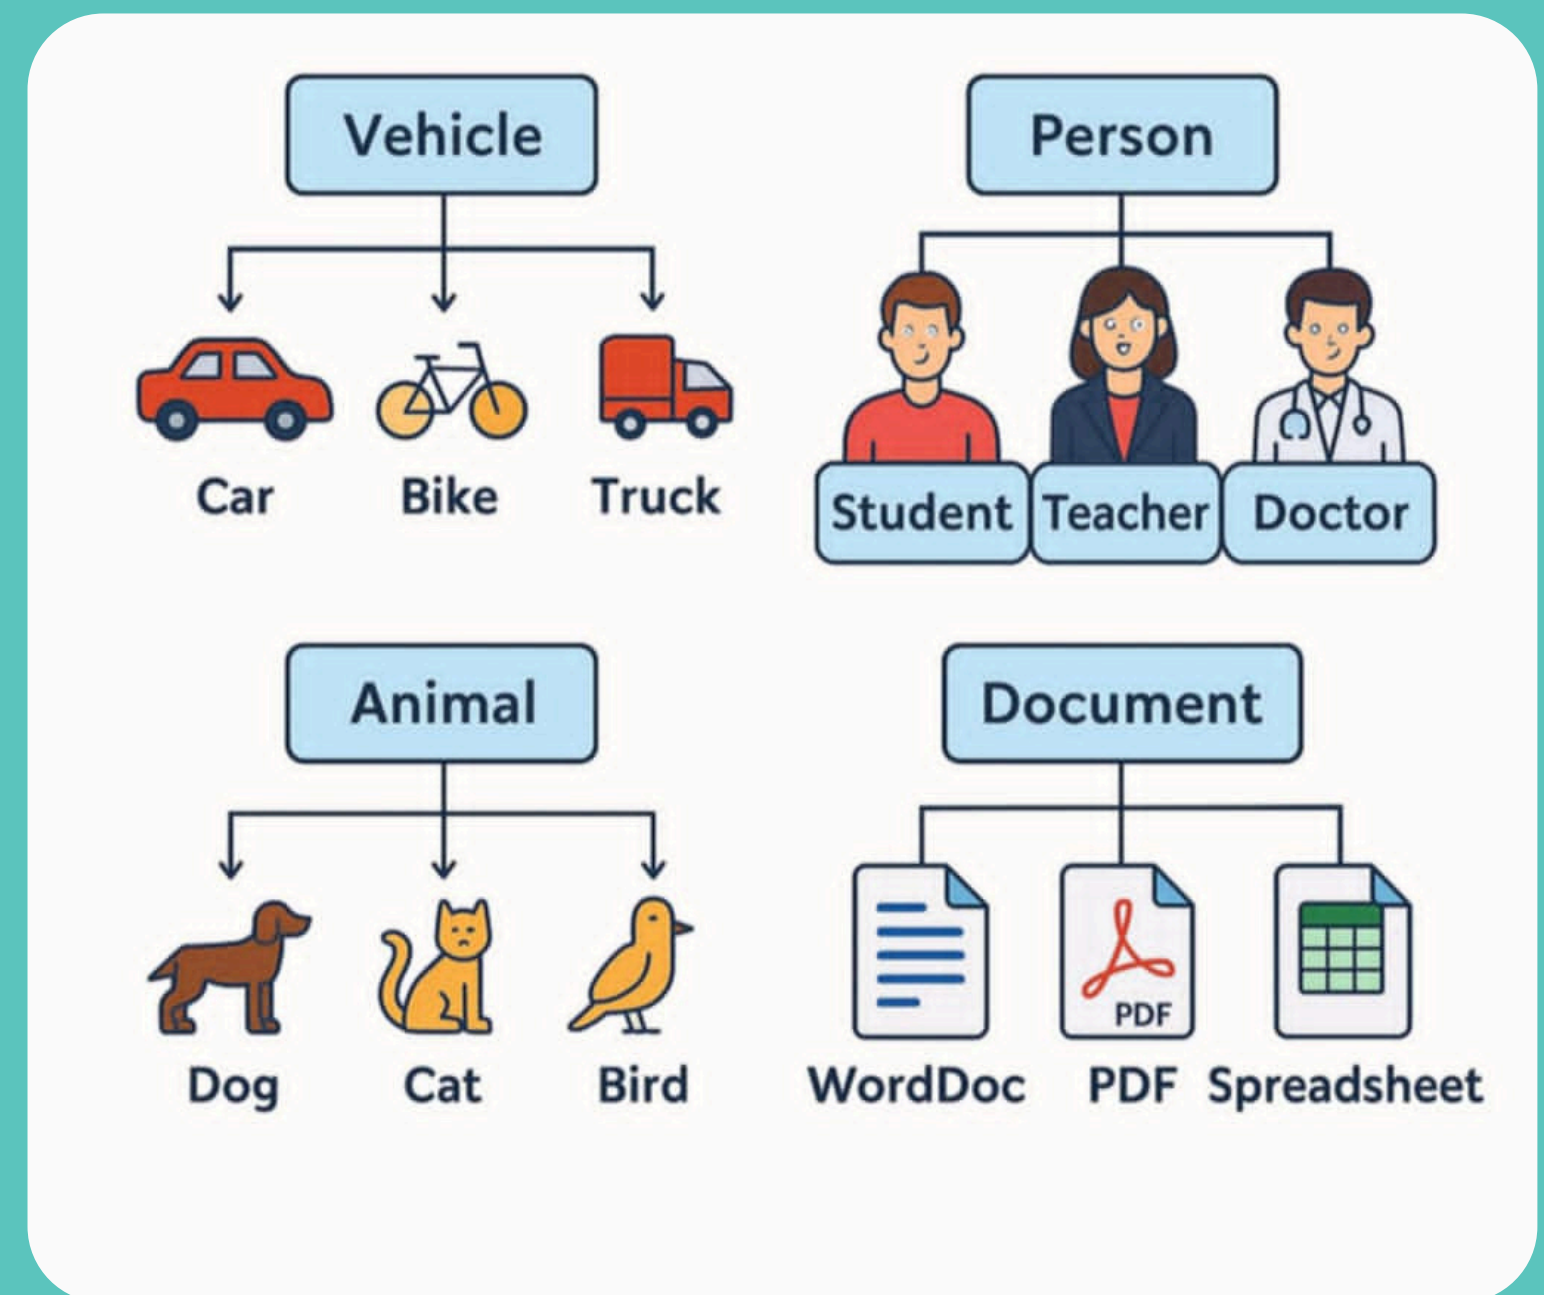 Vehicle
Car
Bike
Truck
Person
Student
Teacher
Doctor
Animal
Dog
Cat
Bird
Document
PDF
WordDoc
PDF
Spreadsheet